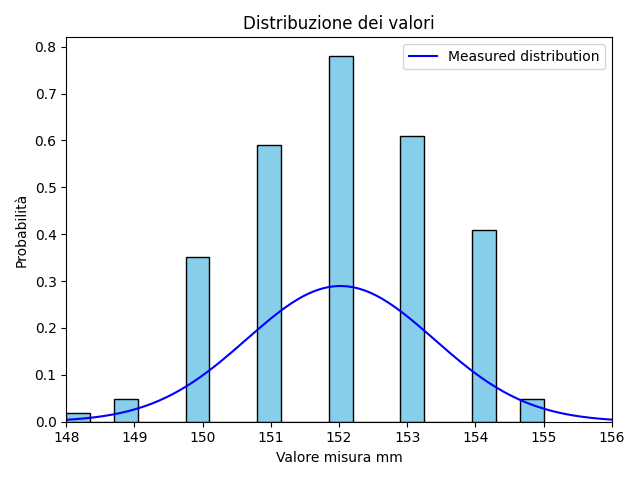 Distribuzione dei valori
Measured distribution
0.8
0.7
0.6
0.5
0.4
0.3
0.2
0.1
0.0
Probabilità
148 149 150 151 152 153 154 155 156
Valore misura mm